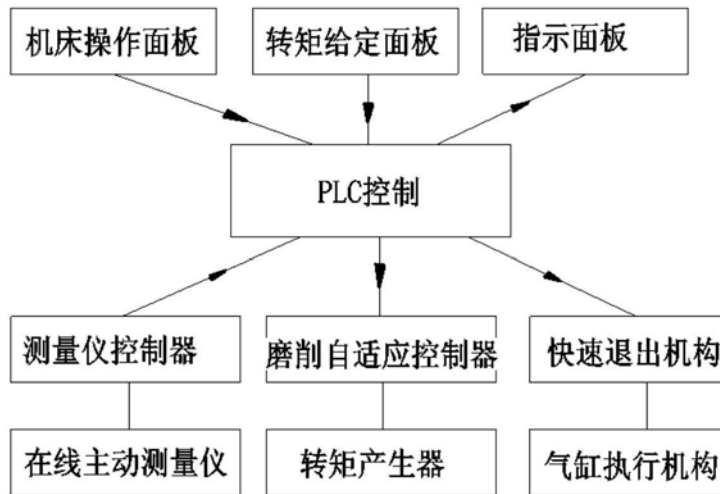 机床操作面板
转矩给定面板
指示面板
PLC控制
测量仪控制器
磨削自适应控制器
快速退出机构
在线主动测量仪
转矩产生器
气缸执行机构